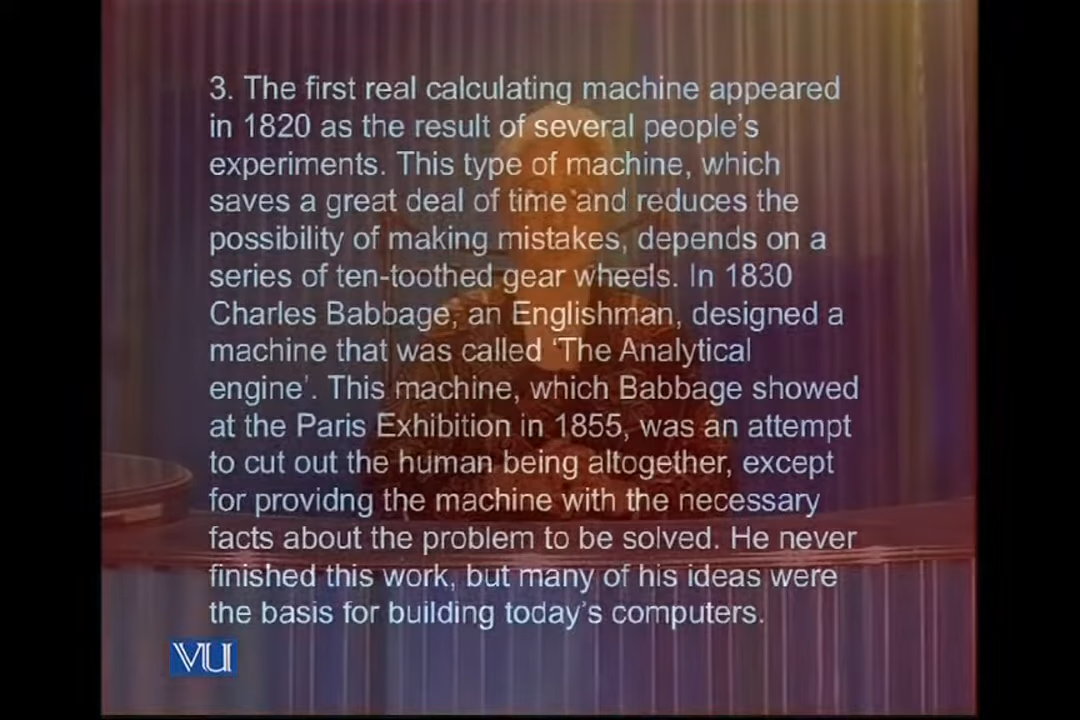 3. The first real calculating machine appeared
in 1820 as the result of several people's
experiments. This type of machine, which
saves a great deal of time and reduces the
possibility of making mistakes, depends on a
series of ten-toothed gear wheels. In 1830
Charles Babbage, an Englishman, designed a
machine that was called ‘The Analytical
engine’. This machine, which Babbage showed
at the Paris Exhibition in 1855, was an attempt
to cut out the human being altogether, except
for providng the machine with the necessary
facts about the problem to be solved. He never
finished this work, but many of his ideas were
the basis for building today’s computers.
VU